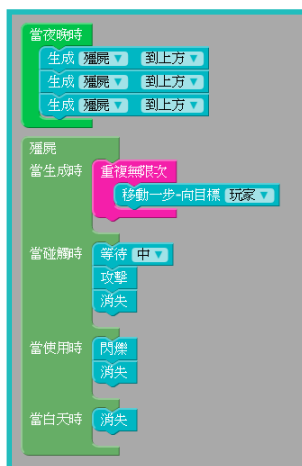 當夜晚時
生成 殭屍 到上方
生成 殭屍 到上方
生成 殭屍 到上方
殭屍
當生成時 重複無限次
移動一步-向目標 玩家
當碰觸時 等待 中
攻擊
消失
當使用時 閃爍
消失
當白天時 消失